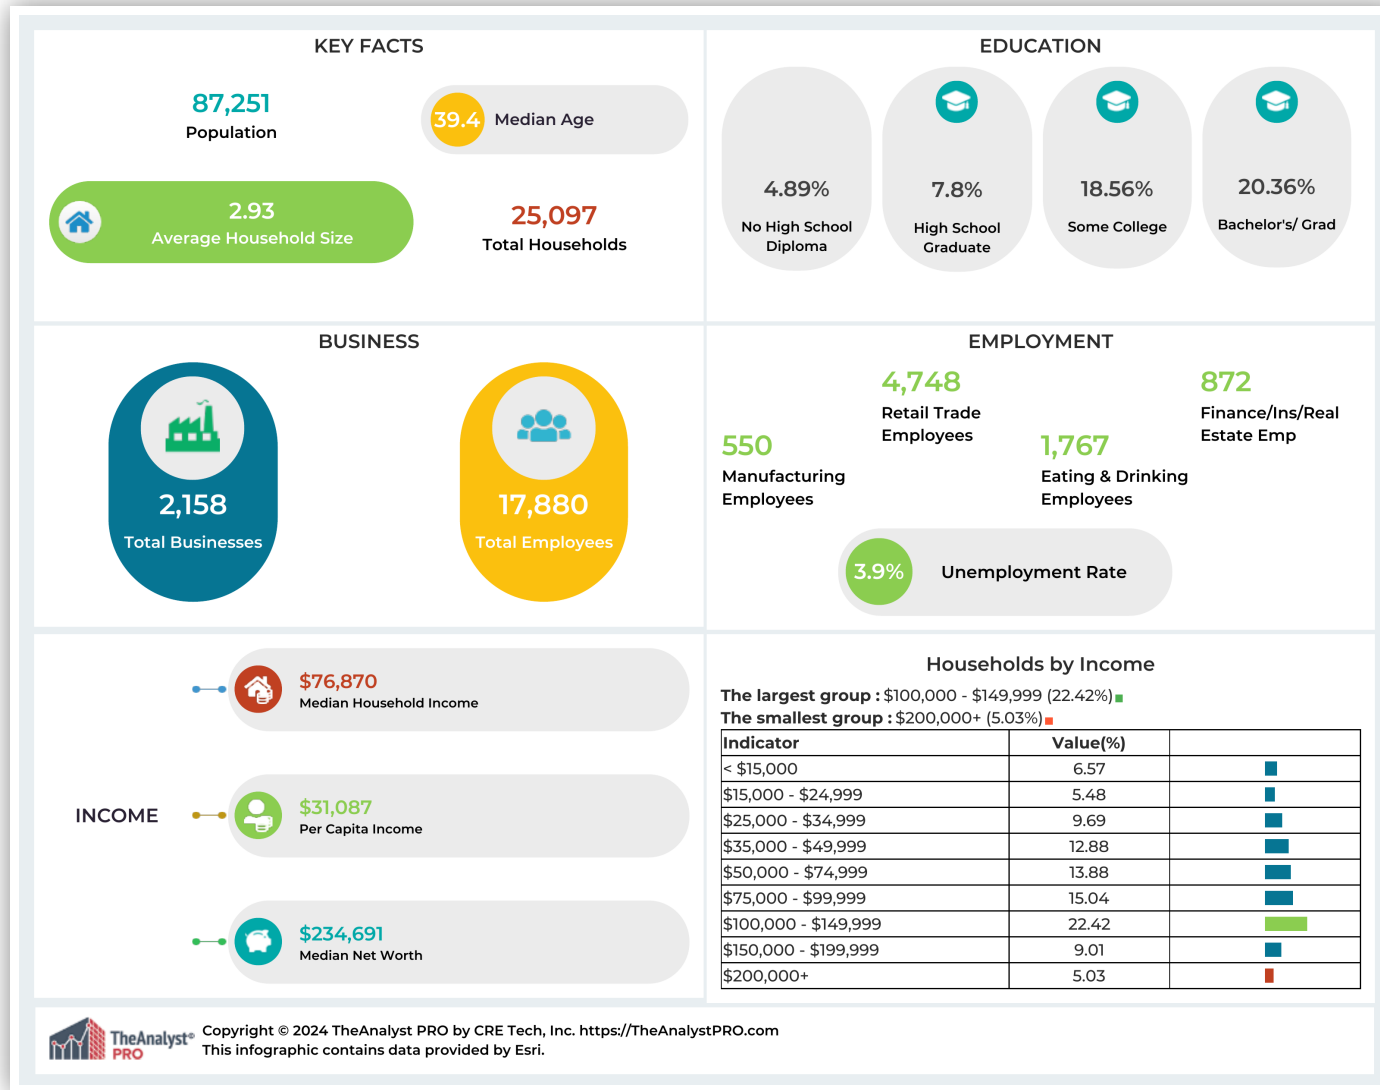 KEY FACTS
87,251
Population
39.4 Median Age
2.93
Average Household Size
25,097
Total Households
EDUCATION
4.89%
No High School
Diploma
7.8%
High School
Graduate
18.56%
Some College
20.36%
Bachelor's/ Grad
BUSINESS
2,158
Total Businesses
17,880
Total Employees
EMPLOYMENT
550
Manufacturing
Employees
4,748
Retail Trade
Employees
1,767
Eating & Drinking
Employees
872
Finance/Ins/Real
Estate Emp
3.9% Unemployment Rate
INCOME
$76,870
Median Household Income
$31,087
Per Capita Income
$234,691
Median Net Worth
Households by Income
The largest group : $100,000 - $149,999 (22.42%)
The smallest group : $200,000+ (5.03%)
Indicator Value(%)
< $15,000 6.57
$15,000 - $24,999 5.48
$25,000 - $34,999 9.69
$35,000 - $49,999 12.88
$50,000 - $74,999 13.88
$75,000 - $99,999 15.04
$100,000 - $149,999 22.42
$150,000 - $199,999 9.01
$200,000+ 5.03
TheAnalyst®
PRO
Copyright © 2024 TheAnalyst PRO by CRE Tech, Inc. https://TheAnalystPRO.com
This infographic contains data provided by Esri.